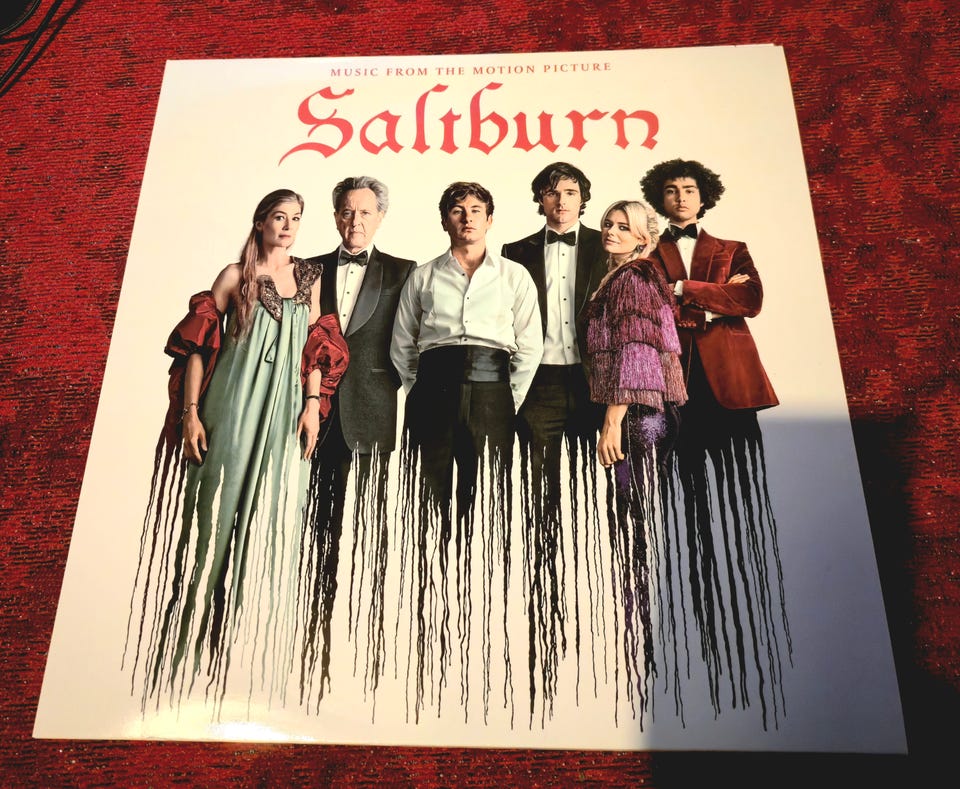 MUSIC FROM THE MOTION PICTURE
Saltburn